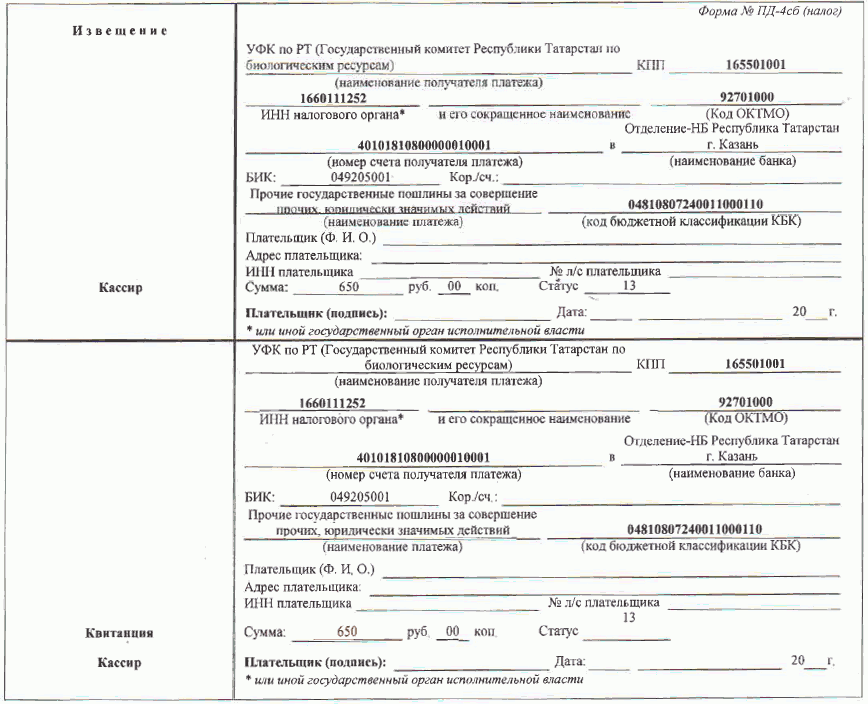 Форма № ПД-4сб (налог)
Извещение
УФК по РТ (Государственный комитет Республики Татарстан по
биологическим ресурсам) КПП 165501001
(наименование получателя платежа)
1660111252 92701000
ИНН налогового органа* и его сокращенное наименование (Код ОКТМО)
Отделение-НБ Республика Татарстан
40101810800000010001 в г. Казань
(номер счета получателя платежа) (наименование банка)
БИК: 049205001 Кор./сч.:
Прочие государственные пошлины за совершение
прочих, юридически значимых действий 04810807240011000110
(наименование платежа) (код бюджетной классификации КБК)
Плательщик (Ф. И. О.)
Адрес плательщика:
ИНН плательщика № л/с плательщика
Кассир Сумма: 650 руб. 00 коп. Статус 13
Плательщик (подпись): Дата: 20 г.
* или иной государственный орган исполнительной власти
УФК по РТ (Государственный комитет Республики Татарстан по
биологическим ресурсам) КПП 165501001
(наименование получателя платежа)
1660111252 92701000
ИНН налогового органа* и его сокращенное наименование (Код ОКТМО)
Отделение-НБ Республика Татарстан
40101810800000010001 в г. Казань
(номер счета получателя платежа) (наименование банка)
БИК: 049205001 Кор./сч.:
Прочие государственные пошлины за совершение
прочих, юридически значимых действий 04810807240011000110
(наименование платежа) (код бюджетной классификации КБК)
Плательщик (Ф. И, О.)
Адрес плательщика:
ИНН плательщика № л/с плательщика
13
Квитанция Сумма: 650 руб. 00 коп. Статус
Кассир Плательщик (подпись): Дата: 20 г.
* или иной государственный орган исполнительной власти